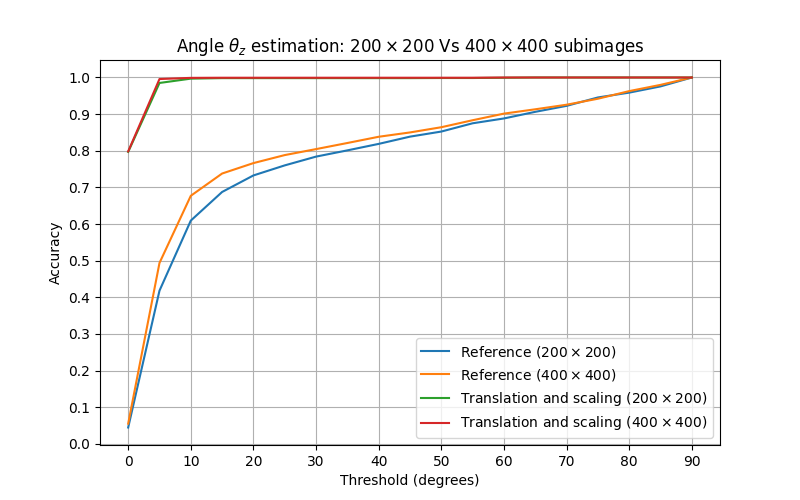 Angle θz estimation: 200 × 200 Vs 400 × 400 subimages
1.0
0.9
0.8
0.7
0.6
0.5
0.4
0.3
0.2
0.1
0.0
Accuracy
Reference (200 × 200)
Reference (400 × 400)
Translation and scaling (200 × 200)
Translation and scaling (400 × 400)
0 10 20 30 40 50 60 70 80 90
Threshold (degrees)